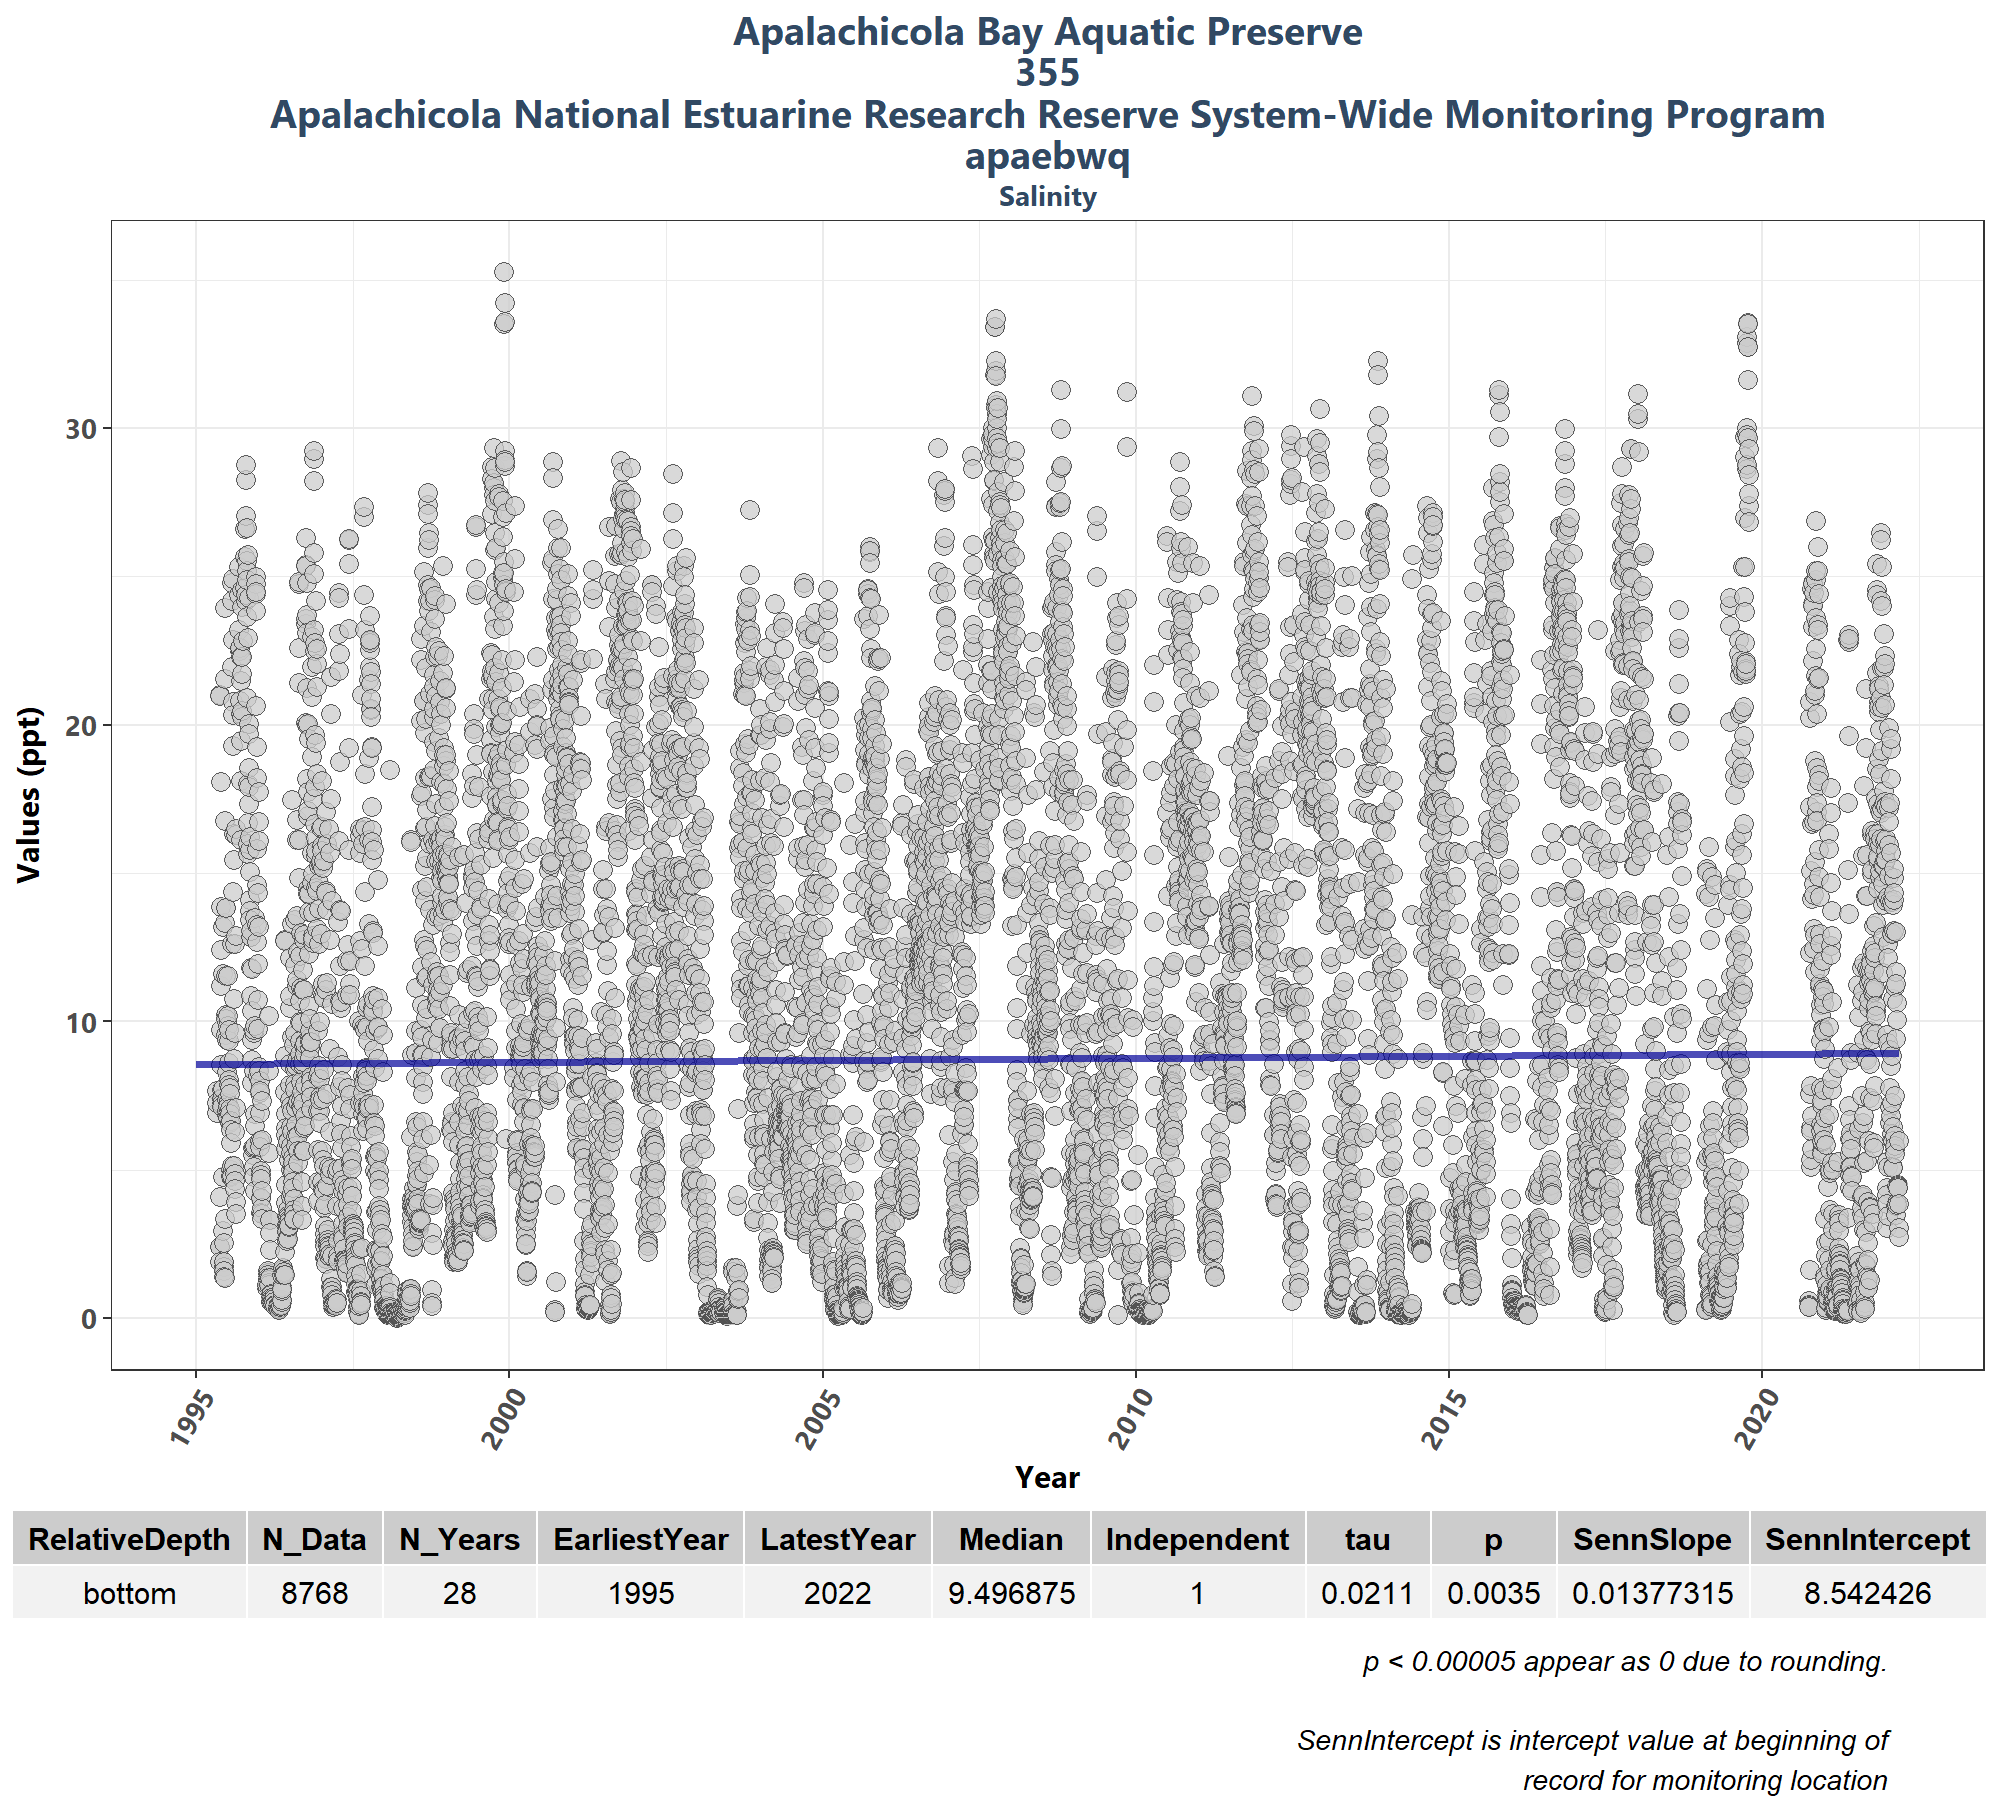 Apalachicola Bay Aquatic Preserve
355
Apalachicola National Estuarine Research Reserve System-Wide Monitoring Program
apaebwq
Salinity
Values (ppt)
30
20
10
0
1995 2000 2005 2010 2015 2020
Year
RelativeDepth N_Data N_Years EarliestYear LatestYear Median Independent tau p SennSlope SennIntercept
bottom 8768 28 1995 2022 9.496875 1 0.0211 0.0035 0.01377315 8.542426
p < 0.00005 appear as 0 due to rounding.
SennIntercept is intercept value at beginning of
record for monitoring location